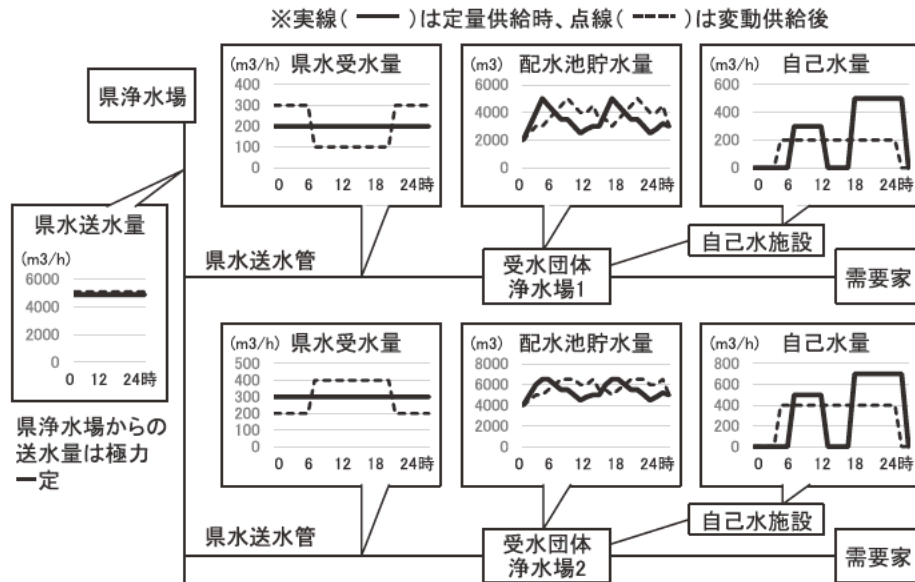 ※実線( )は定量供給時、点線( )は変動供給後
県浄水場
県水受水量
(m3/h)
400
300
200
100
0
0 6 12 18 24時
配水池貯水量
(m3)
6000
4000
2000
0
0 6 12 18 24時
自己水量
(m3/h)
600
400
200
0
0 6 12 18 24時
県水送水量
(m3/h)
6000
4000
2000
0
0 12 24時
県浄水場からの
送水量は極力
一定
県水送水管
受水団体
浄水場1
自己水施設
需要家
県水受水量
(m3/h)
500
400
300
200
100
0
0 6 12 18 24時
配水池貯水量
(m3)
8000
6000
4000
2000
0
0 6 12 18 24時
自己水量
(m3/h)
800
600
400
200
0
0 6 12 18 24時
県水送水管
受水団体
浄水場2
自己水施設
需要家